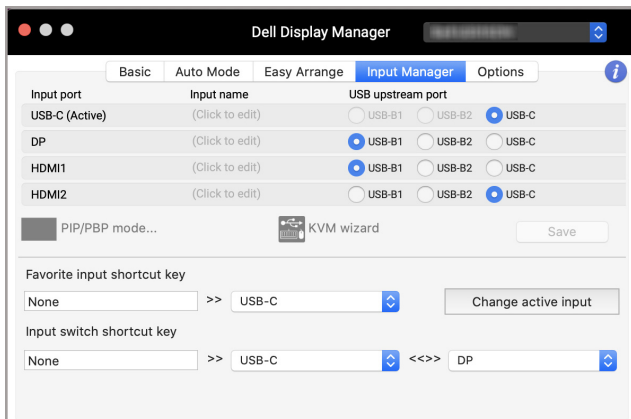 Dell Display Manager
Basic Auto Mode Easy Arrange Input Manager Options i
Input port Input name USB upstream port
USB-C (Active) (Click to edit) USB-B1 USB-B2 USB-C
DP (Click to edit) USB-B1 USB-B2 USB-C
HDMI1 (Click to edit) USB-B1 USB-B2 USB-C
HDMI2 (Click to edit) USB-B1 USB-B2 USB-C
PIP/PBP mode... KVM wizard Save
Favorite input shortcut key
None >> USB-C Change active input
Input switch shortcut key
None >> USB-C <<>> DP